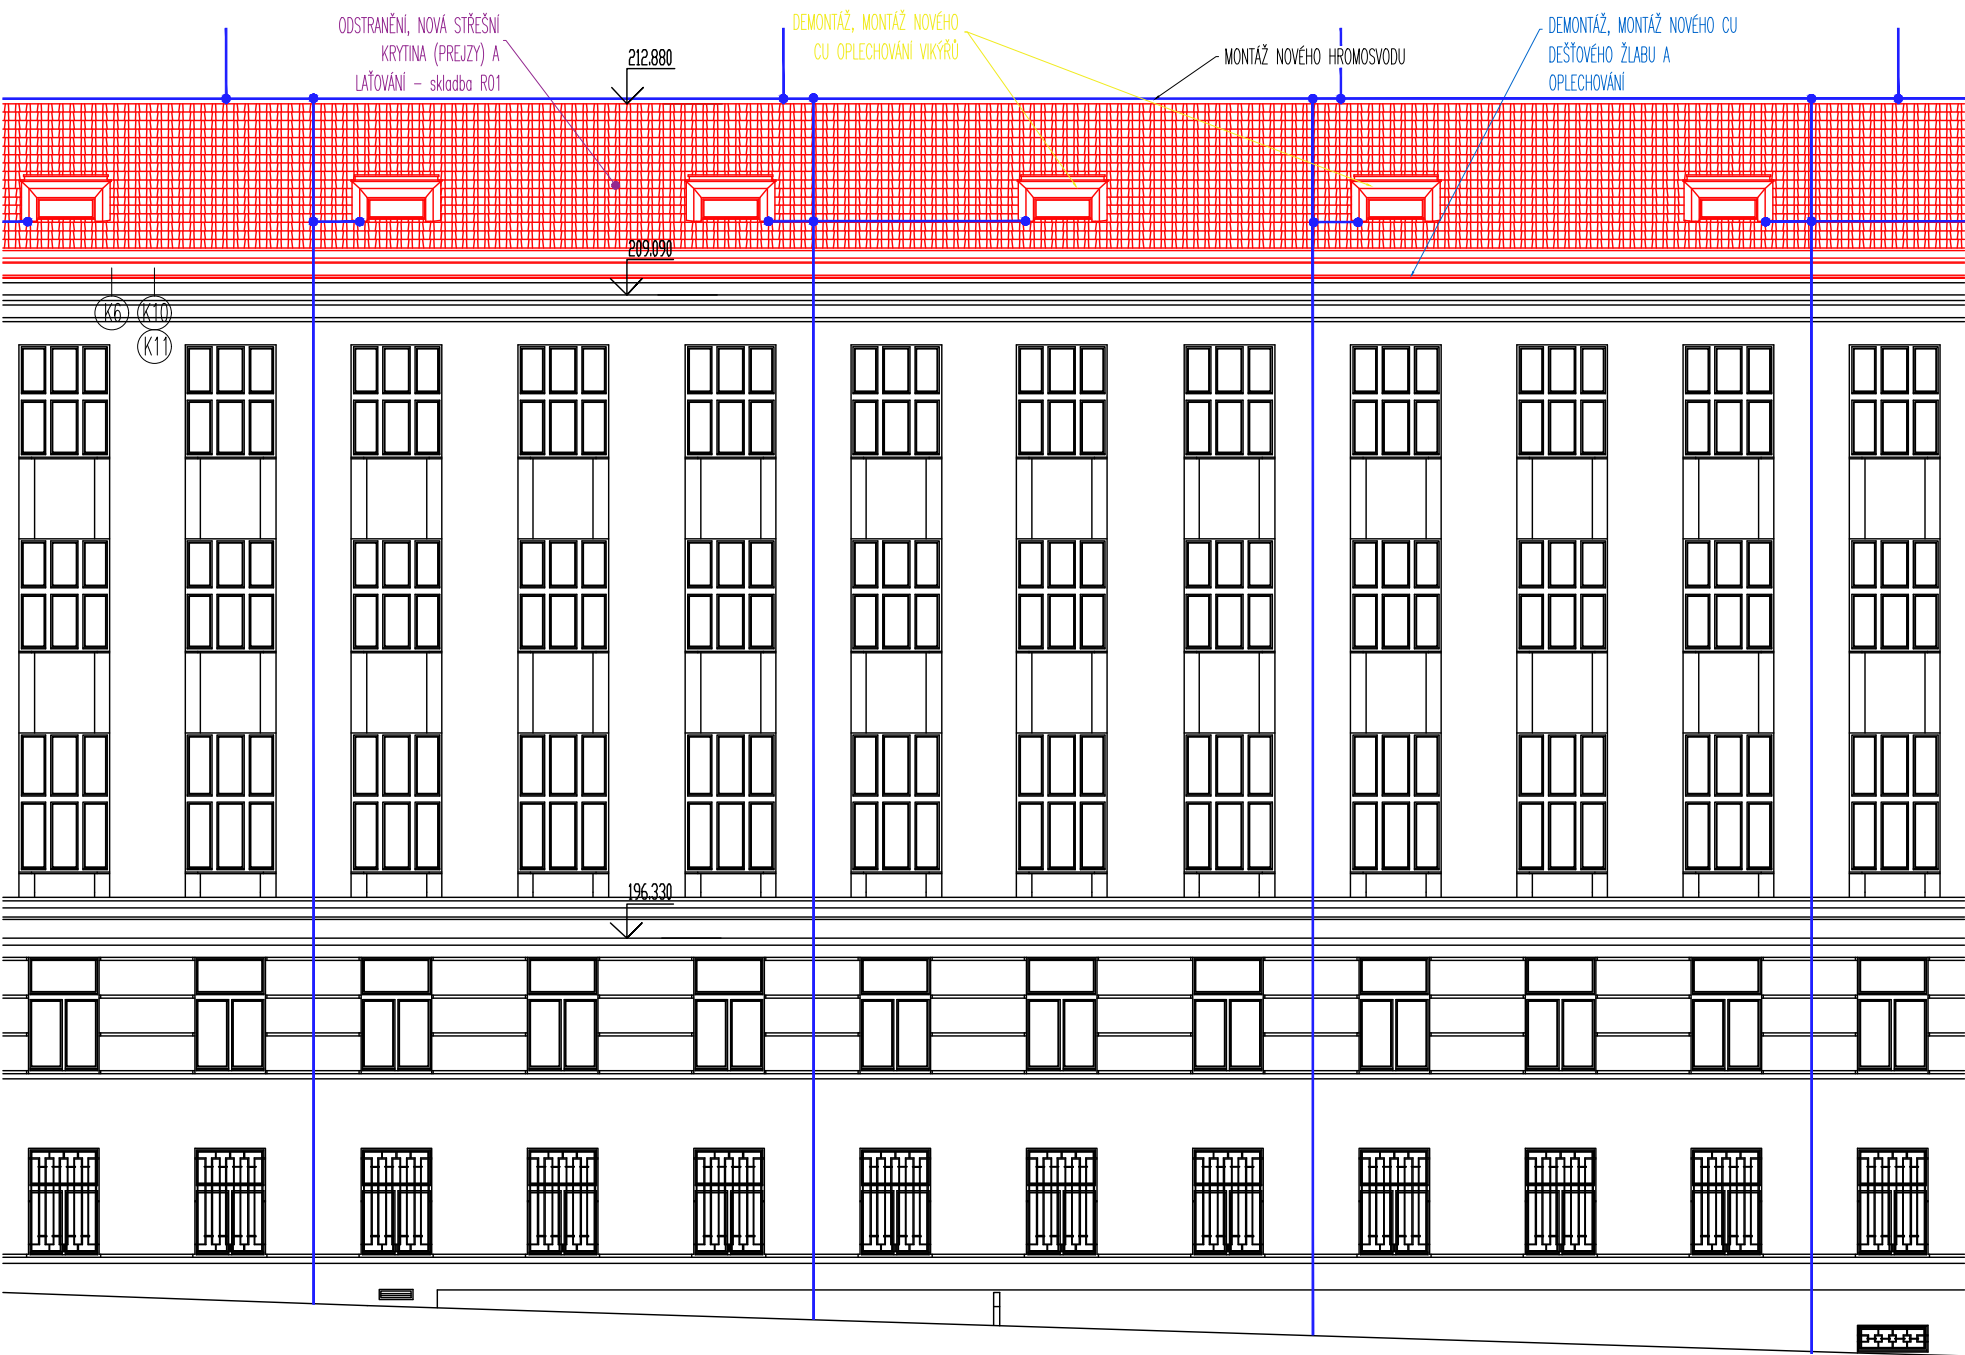 ODSTRANĚNÍ, NOVÁ STŘEŠNÍ
KRYTINA (PREJZY) A
LAŤOVÁNÍ – skladba R01
212.880
DEMONTÁŽ, MONTÁŽ NOVÉHO
CU OPLECHOVÁNÍ VIKÝŘŮ
MONTÁŽ NOVÉHO HROMOSVODU
DEMONTÁŽ, MONTÁŽ NOVÉHO CU
DEŠŤOVÉHO ŽLABU A
OPLECHOVÁNÍ
209.090
K6
K10
K11
196.330